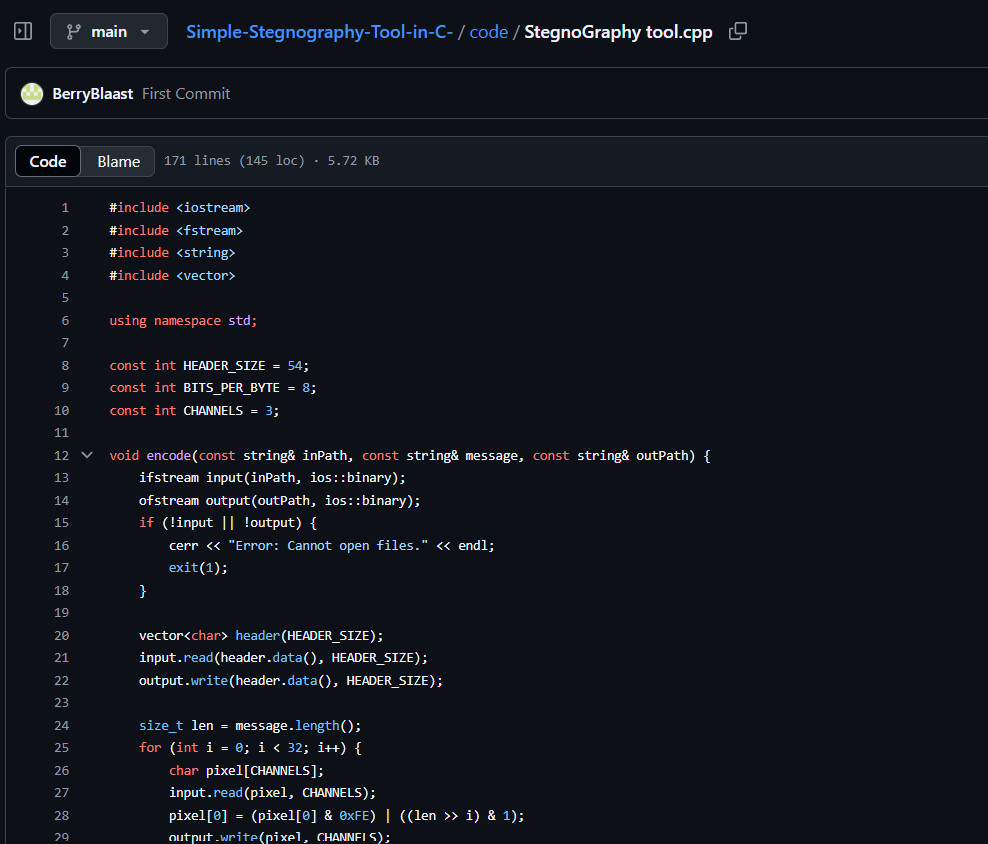 main
Simple-Stegnography-Tool-in-C- / code / StegnoGraphy tool.cpp
BerryBlaast First Commit
Code Blame 171 lines (145 loc) · 5.72 KB
1 #include <iostream>
2 #include <fstream>
3 #include <string>
4 #include <vector>
5
6 using namespace std;
7
8 const int HEADER_SIZE = 54;
9 const int BITS_PER_BYTE = 8;
10 const int CHANNELS = 3;
11
12 void encode(const string& inPath, const string& message, const string& outPath) {
13 ifstream input(inPath, ios::binary);
14 ofstream output(outPath, ios::binary);
15 if (!input || !output) {
16 cerr << "Error: Cannot open files." << endl;
17 exit(1);
18 }
19
20 vector<char> header(HEADER_SIZE);
21 input.read(header.data(), HEADER_SIZE);
22 output.write(header.data(), HEADER_SIZE);
23
24 size_t len = message.length();
25 for (int i = 0; i < 32; i++) {
26 char pixel[CHANNELS];
27 input.read(pixel, CHANNELS);
28 pixel[0] = (pixel[0] & 0xFE) | ((len >> i) & 1);
29 output.write(pixel, CHANNELS);